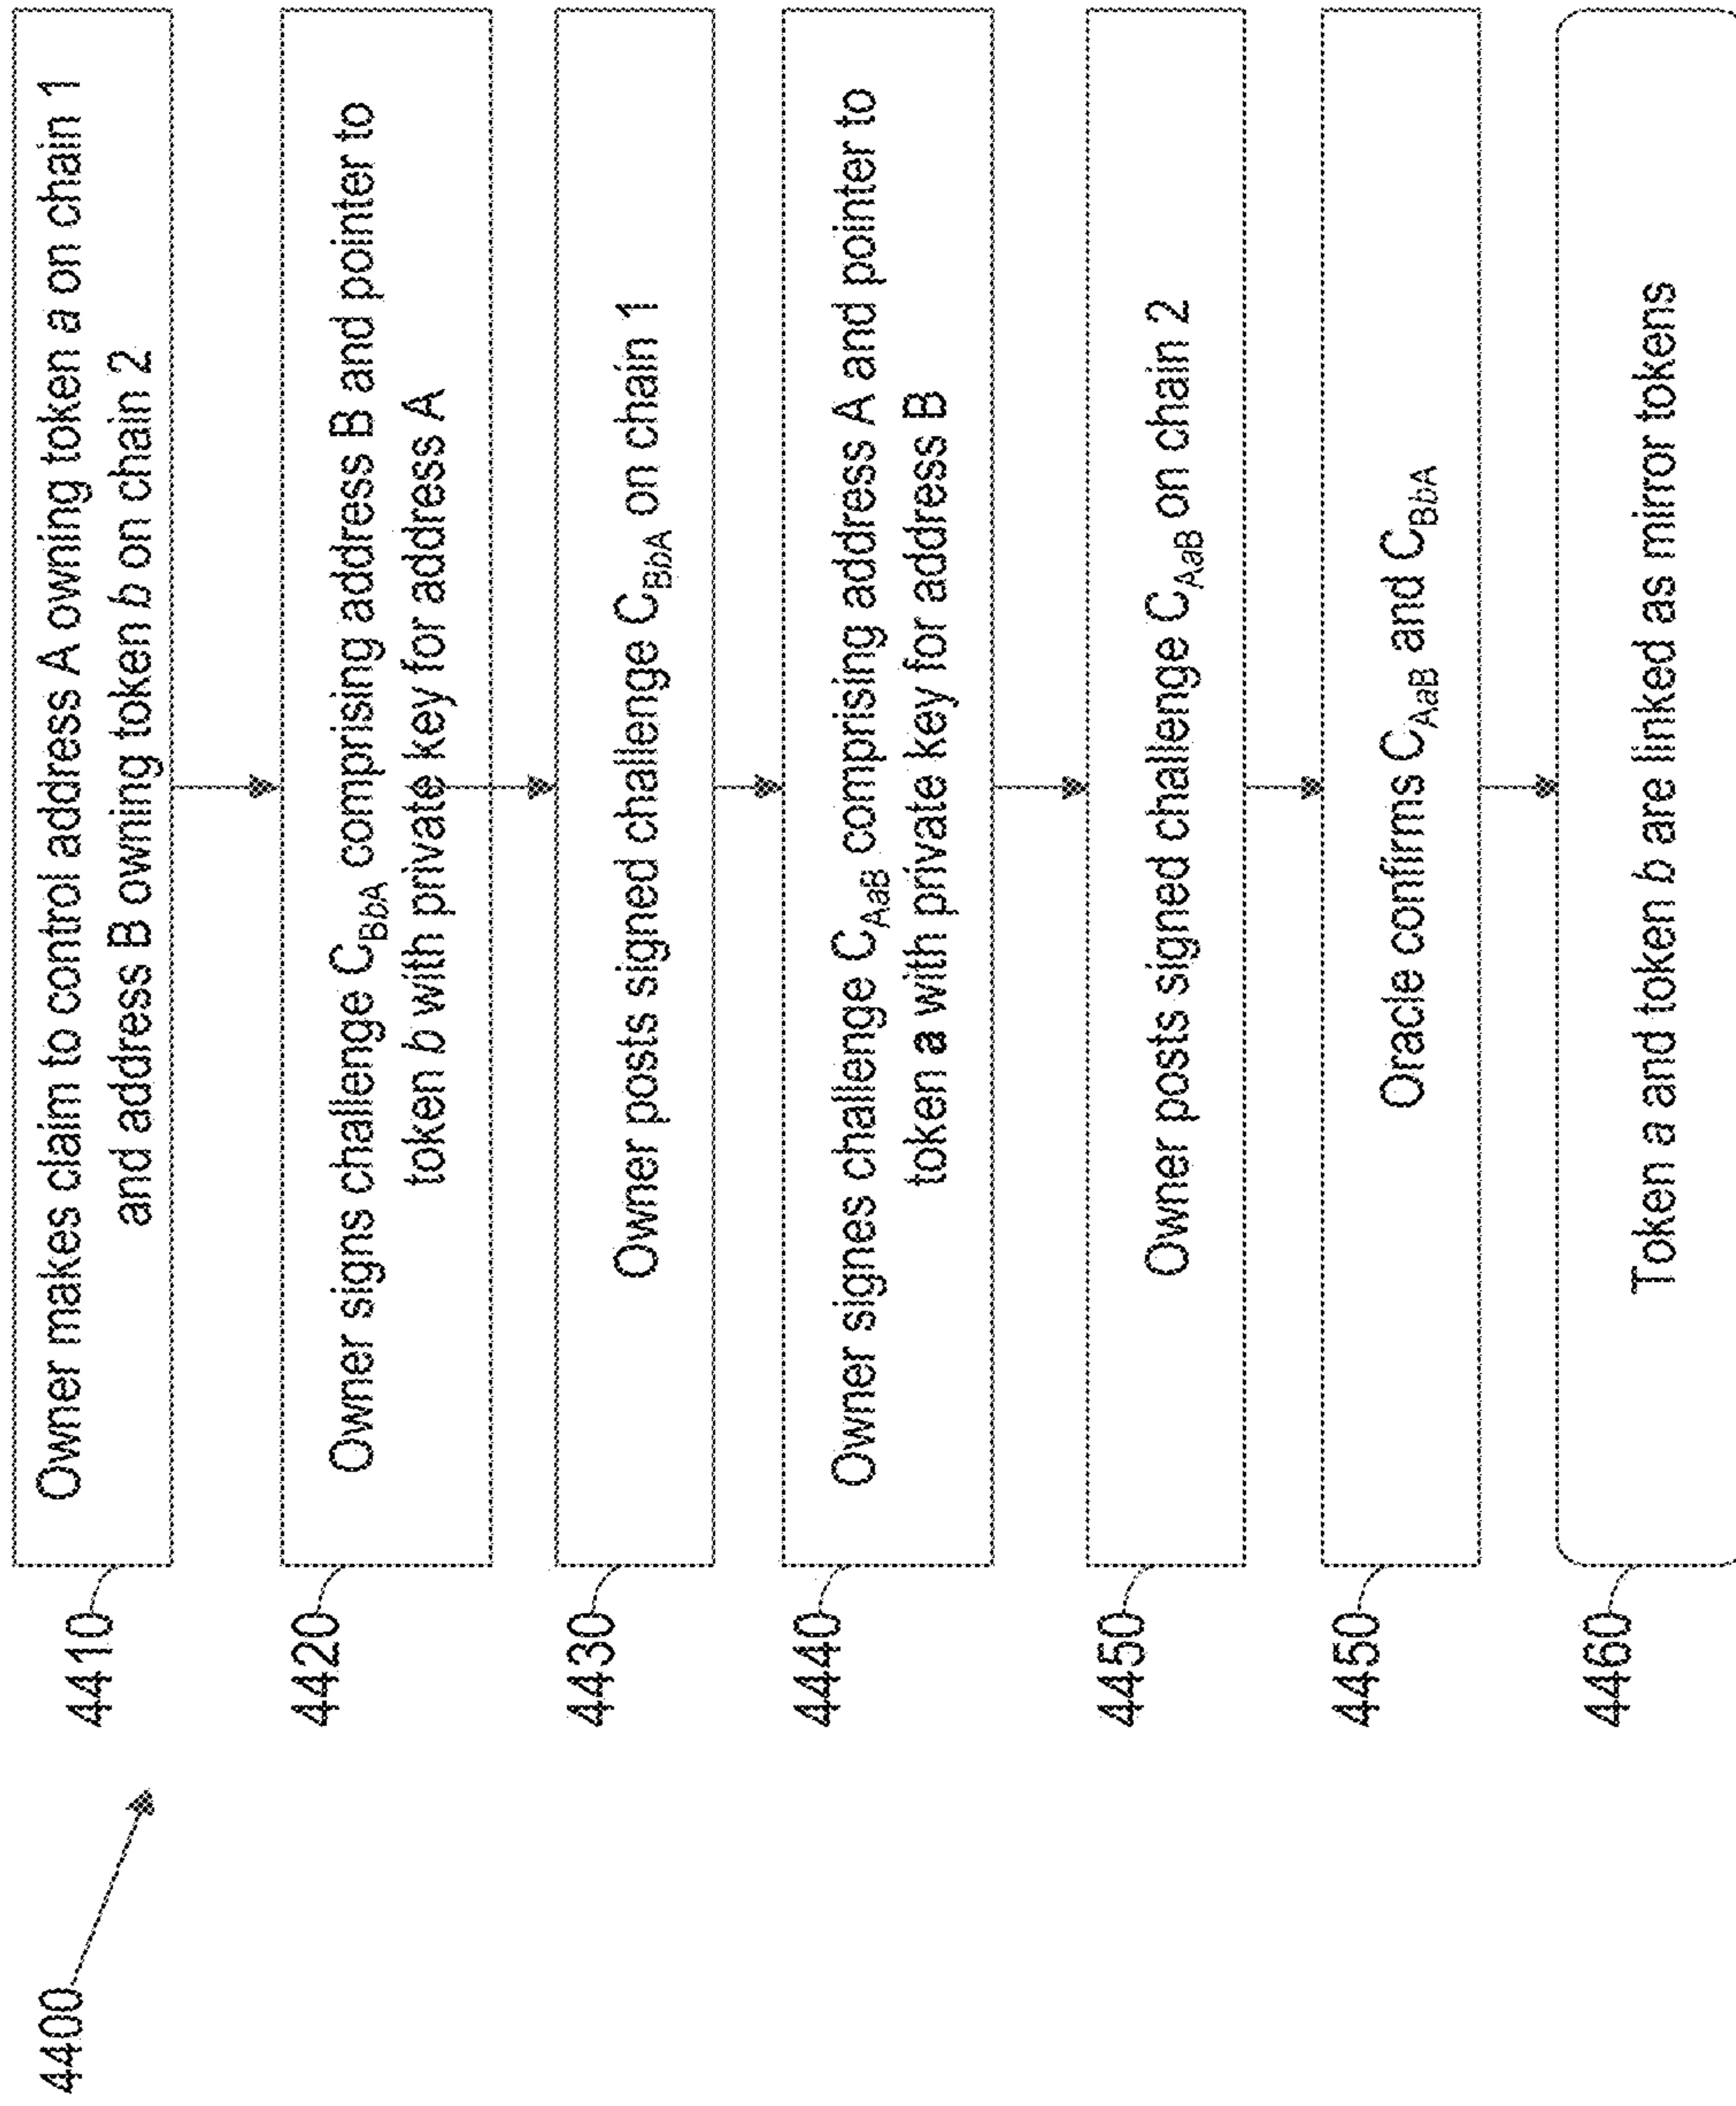 4400
4410
Owner makes claim to control address A owning token a on chain 1
and address B owning token b on chain 2
4420
Owner signs challenge C_BbA comprising address B and pointer to
token b with private key for address A
4430
Owner posts signed challenge C_BbA on chain 1
4440
Owner signes challenge C_AaB comprising address A and pointer to
token a with private key for address B
4450
Owner posts signed challenge C_AaB on chain 2
4450
Oracle confirms C_AaB and C_BbA
4460
Token a and token b are linked as mirror tokens